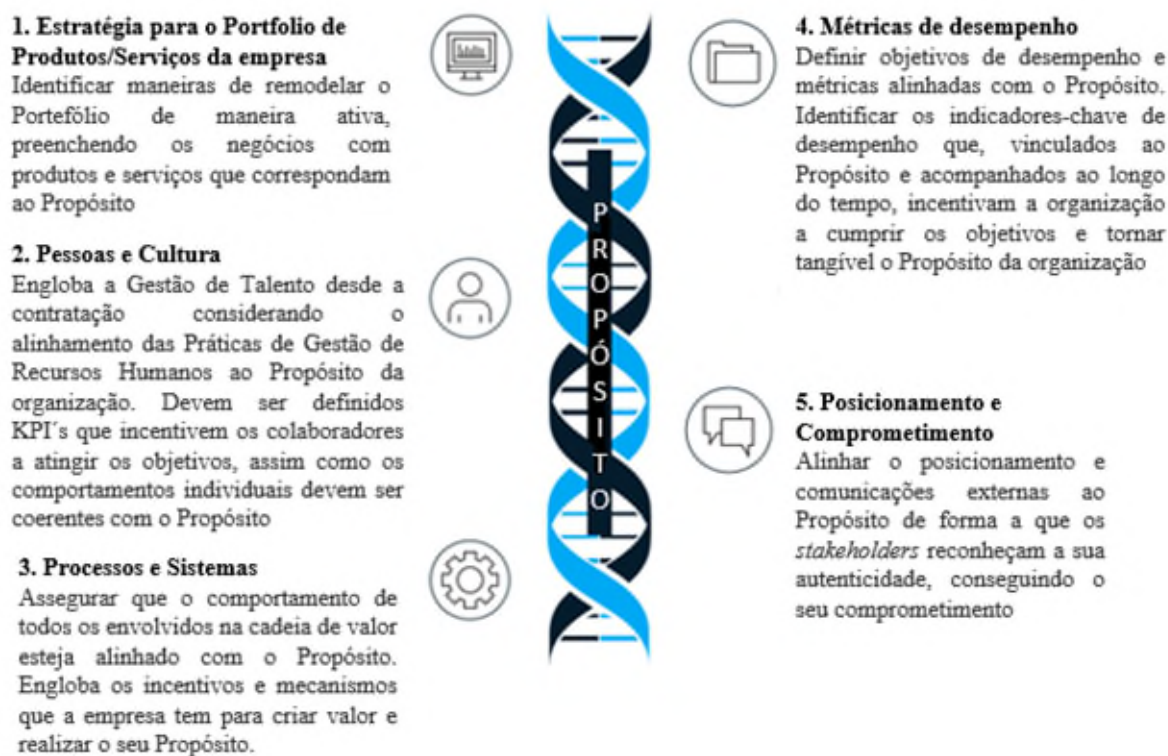 1. Estratégia para o Portfolio de
Produtos/Serviços da empresa
Identificar maneiras de remodelar o
Portefólio de maneira ativa,
preenchendo os negócios com
produtos e serviços que correspondam
ao Propósito
2. Pessoas e Cultura
Engloba a Gestão de Talento desde a
contratação considerando o
alinhamento das Práticas de Gestão de
Recursos Humanos ao Propósito da
organização. Devem ser definidos
KPI´s que incentivem os colaboradores
a atingir os objetivos, assim como os
comportamentos individuais devem ser
coerentes com o Propósito
3. Processos e Sistemas
Assegurar que o comportamento de
todos os envolvidos na cadeia de valor
esteja alinhado com o Propósito.
Engloba os incentivos e mecanismos
que a empresa tem para criar valor e
realizar o seu Propósito.
PROPÓSITO
4. Métricas de desempenho
Definir objetivos de desempenho e
métricas alinhadas com o Propósito.
Identificar os indicadores-chave de
desempenho que, vinculados ao
Propósito e acompanhados ao longo
do tempo, incentivam a organização
a cumprir os objetivos e tornar
tangível o Propósito da organização
5. Posicionamento e
Comprometimento
Alinhar o posicionamento e
comunicações externas ao
Propósito de forma a que os
stakeholders reconheçam a sua
autenticidade, conseguindo o
seu comprometimento